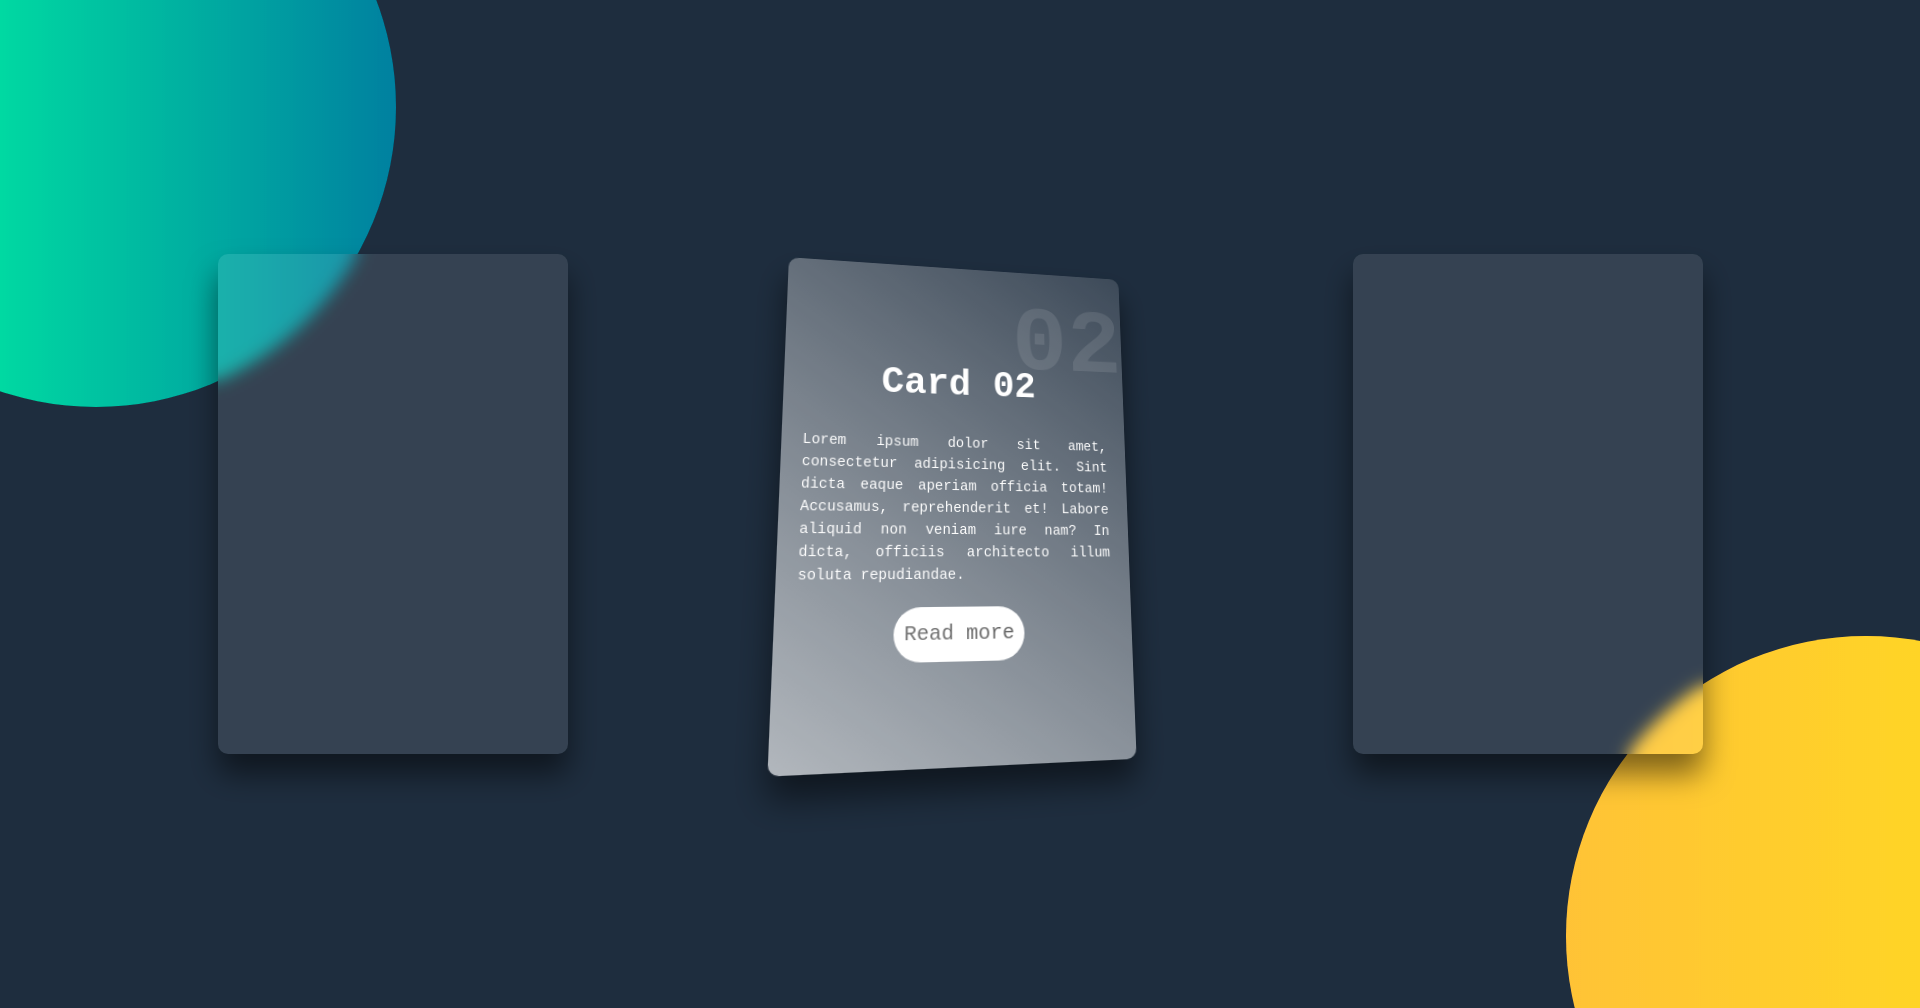 02
Card 02
Lorem ipsum dolor sit amet,
consectetur adipisicing elit. Sint
dicta eaque aperiam officia totam!
Accusamus, reprehenderit et! Labore
aliquid non veniam iure nam? In
dicta, officiis architecto illum
soluta repudiandae.
Read more